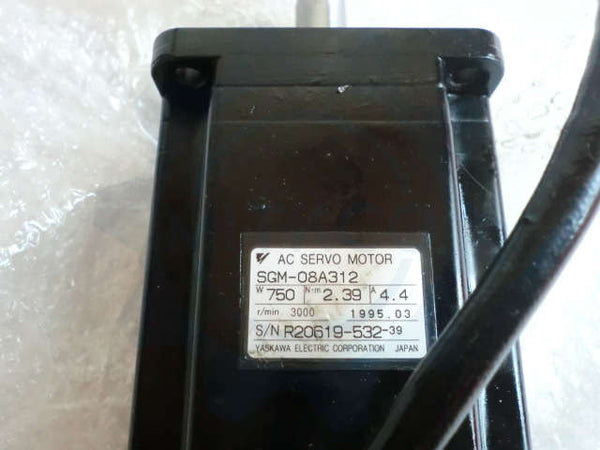 AC SERVO MOTOR
SGM-08A312
W 750 N·m 2.39 A 4.4
r/min 3000 1995.03
S/N R20619-532-39
YASKAWA ELECTRIC CORPORATION JAPAN